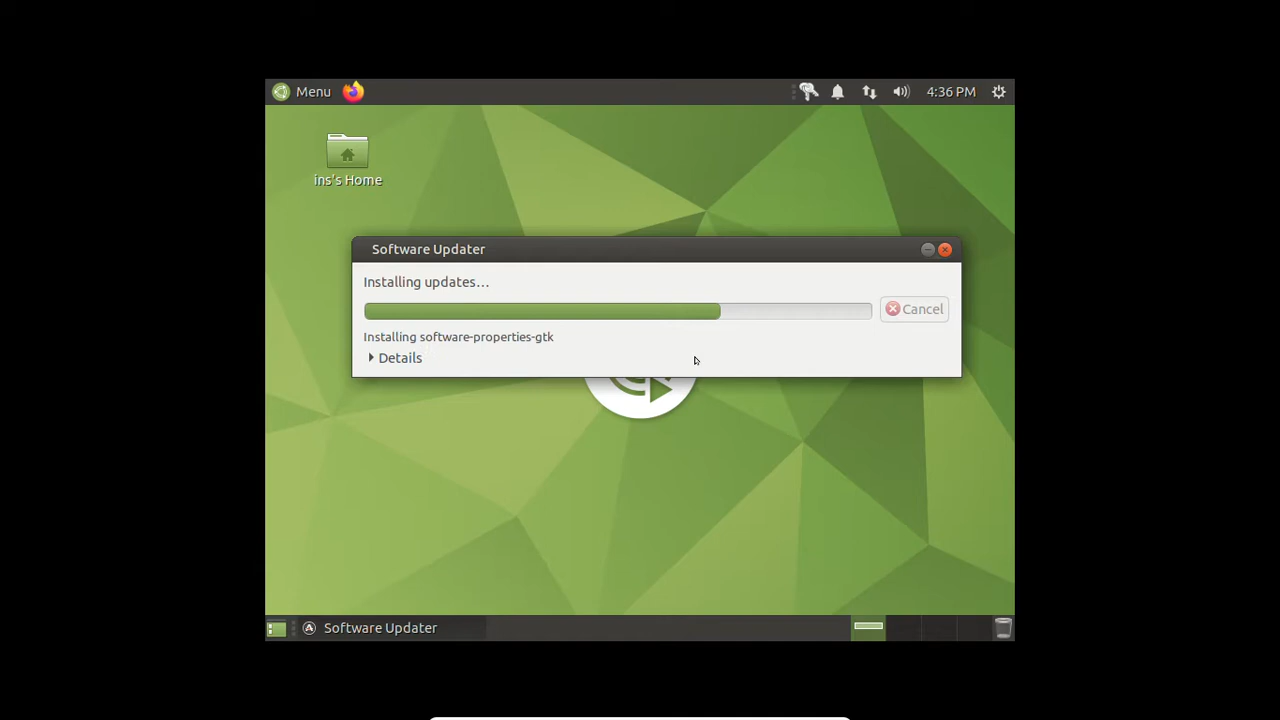 Menu
4:36 PM
ins's Home
Software Updater
Installing updates...
Cancel
Installing software-properties-gtk
Details
Software Updater